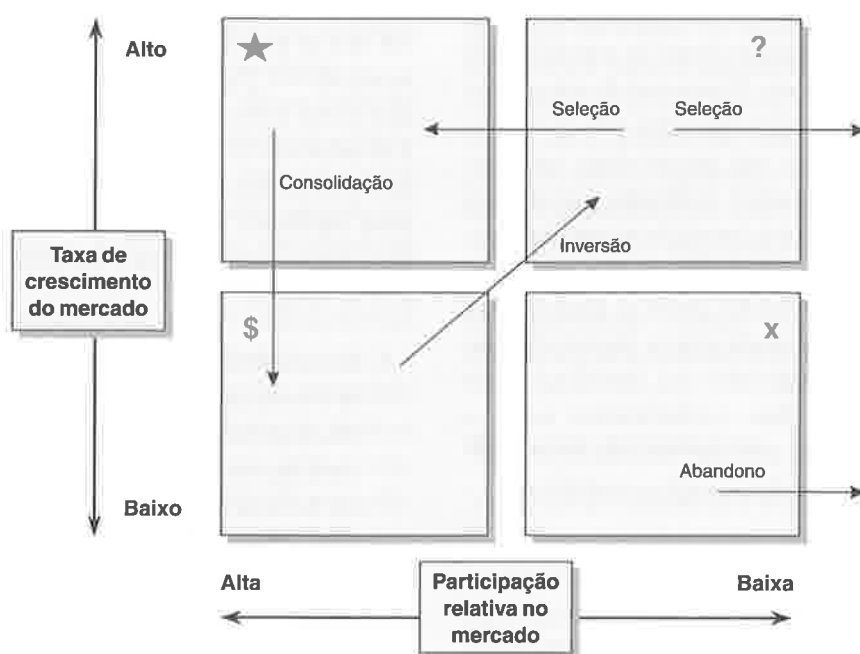 Alto
?
Seleção
Seleção
Consolidação
Taxa de
crescimento
do mercado
Inversão
$
x
Abandono
Baixo
Alta
Participação
relativa no
mercado
Baixa